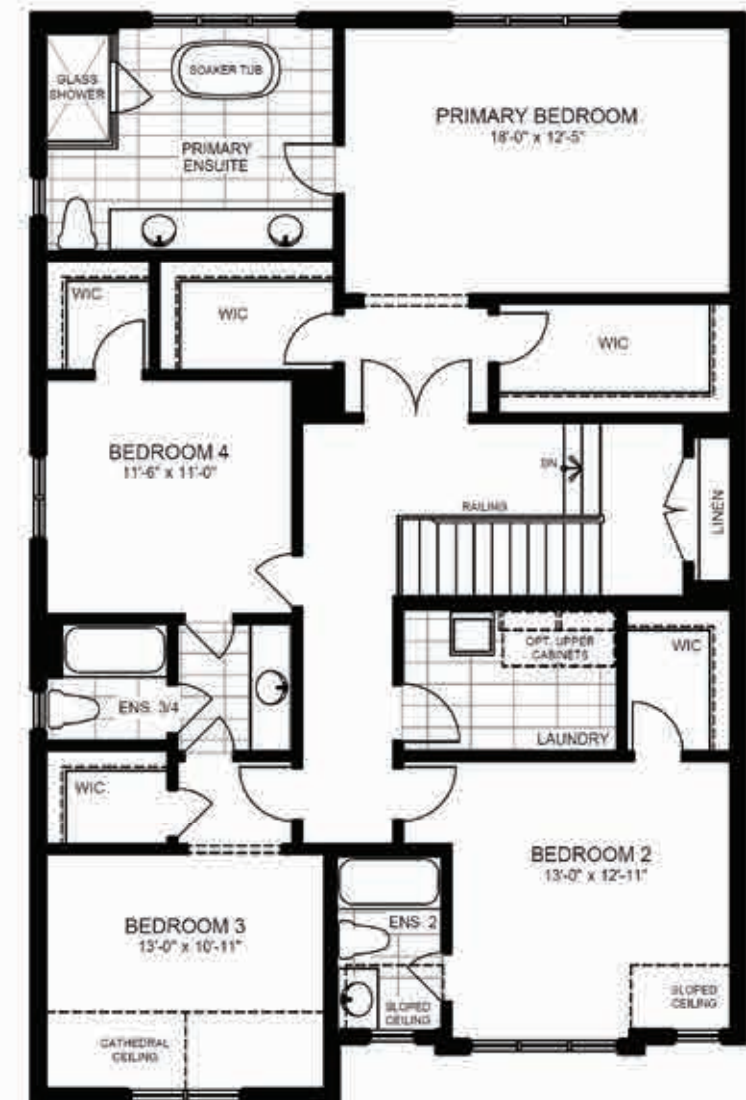 GLASS
SHOWER
SOAKER TUB
PRIMARY
ENSUITE
PRIMARY BEDROOM
18'-0" x 12'-5"
WIC
WIC
WIC
BEDROOM 4
11'-6" x 11'-0"
DN
RAILING
LINEN
OPT. UPPER
CABINETS
WIC
LAUNDRY
ENS. 3/4
WIC
BEDROOM 2
13'-0" x 12'-11"
BEDROOM 3
13'-0" x 10'-11"
ENS. 2
SLOPED
CEILING
SLOPED
CEILING
CATHEDRAL
CEILING